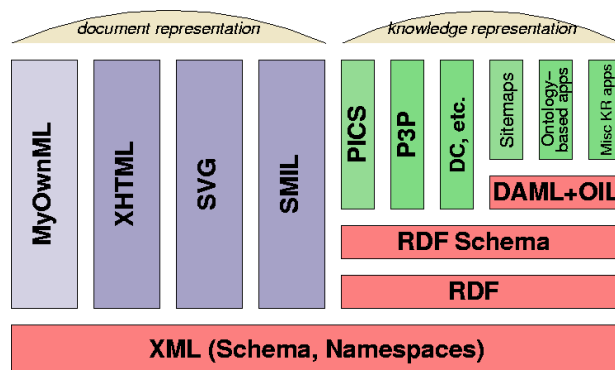 document representation
knowledge representation
MyOwnML
XHTML
SVG
SMIL
PICS
P3P
DC, etc.
Sitemaps
Ontology–
based apps
Misc KR apps
DAML+OIL
RDF Schema
RDF
XML (Schema, Namespaces)